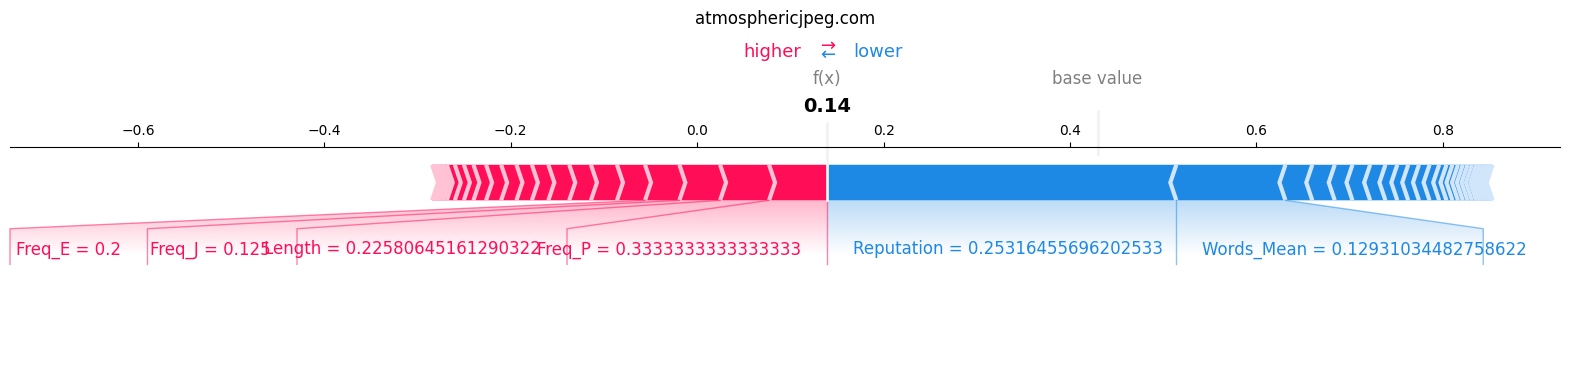 atmosphericjpeg.com
higher ⇄ lower
f(x) base value
0.14
−0.6 −0.4 −0.2 0.0 0.2 0.4 0.6 0.8
Freq_E = 0.2 Freq_J = 0.125 Length = 0.22580645161290322 Freq_P = 0.3333333333333333 Reputation = 0.25316455696202533 Words_Mean = 0.12931034482758622